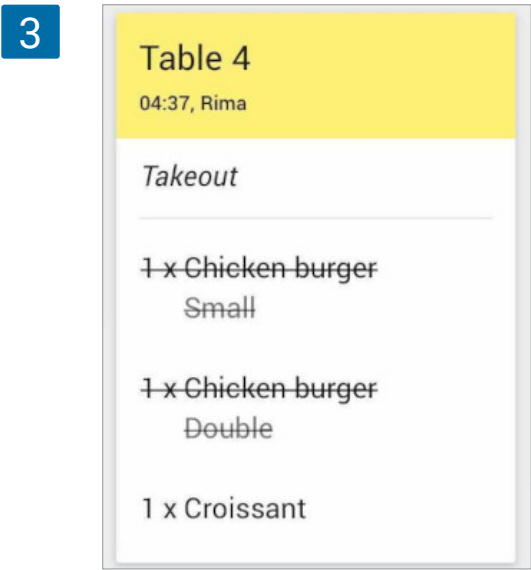 3
Table 4
04:37, Rima
Takeout
1 x Chicken burger
Small
1 x Chicken burger
Double
1 x Croissant